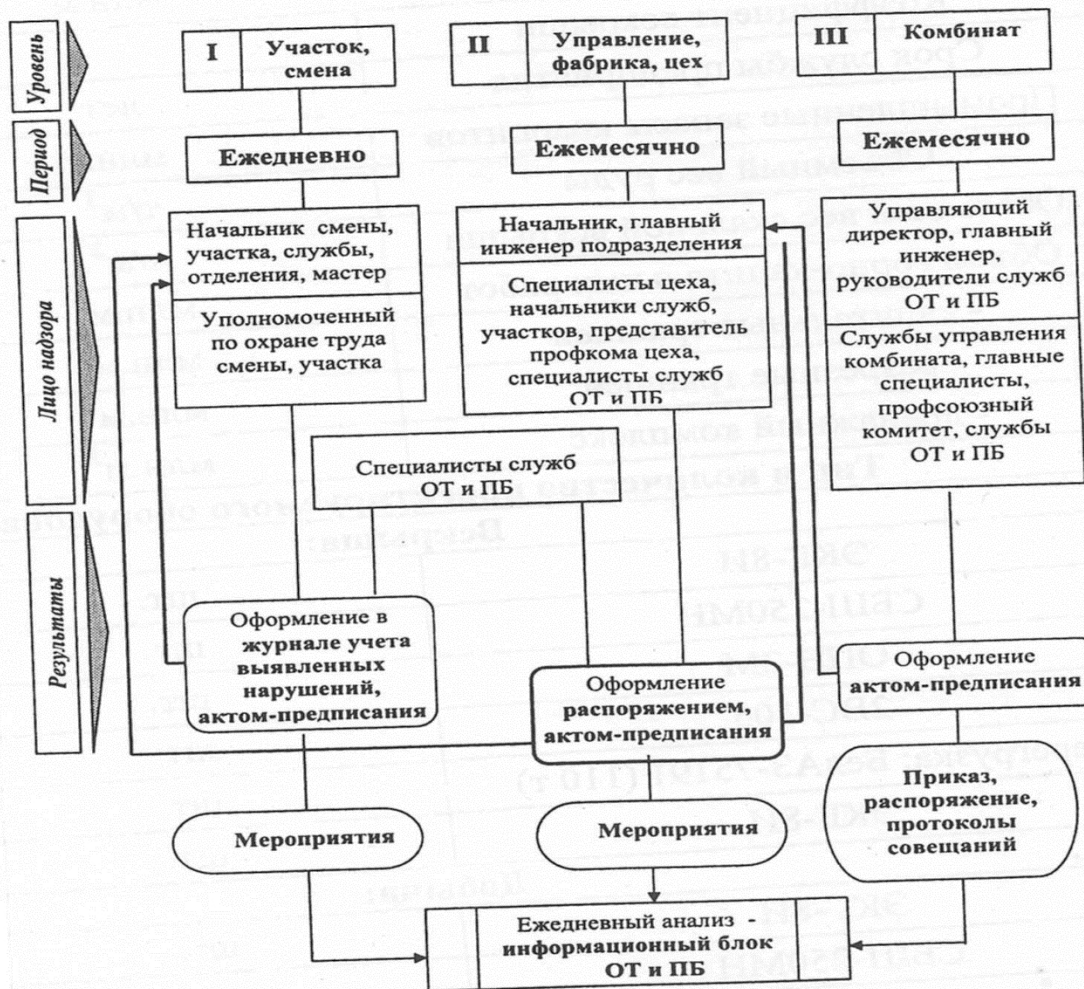 Уровень
I
Участок,
смена
II
Управление,
фабрика, цех
III
Комбинат
Период
Ежедневно
Ежемесячно
Ежемесячно
Лицо надзора
Начальник смены,
участка, службы,
отделения, мастер
Уполномоченный
по охране труда
смены, участка
Начальник главный
инженер подразделения
Специалисты цеха,
начальники служб,
участков, представитель
профкома цеха,
специалисты служб
ОТ и ПБ
Управляющий
директор, главный
инженер,
руководители служб
ОТ и ПБ
Службы управления
комбината, главные
специалисты,
профсоюзный
комитет, службы
ОТ и ПБ
Специалисты служб
ОТ и ПБ
Результаты
Оформление в
журнале учета
выявленных
нарушений,
актом-предписания
Оформление
распоряжением,
актом-предписания
Оформление
актом-предписания
Мероприятия
Мероприятия
Приказ,
распоряжение,
протоколы
совещаний
Ежедневный анализ -
информационный блок
ОТ и ПБ